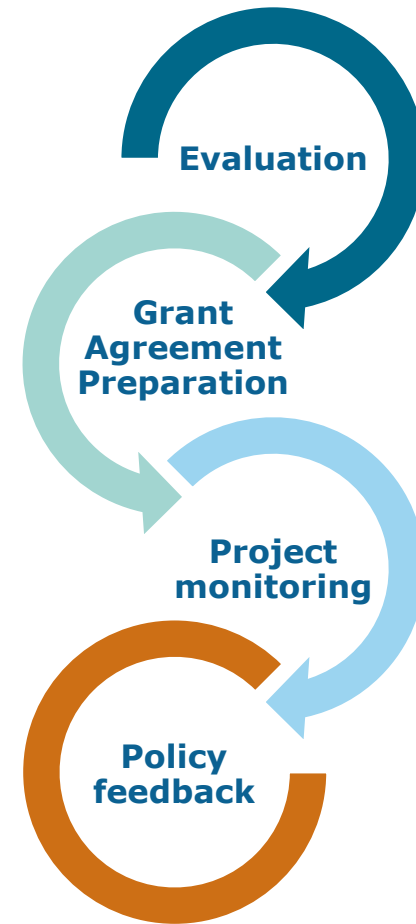 Evaluation
Grant
Agreement
Preparation
Project
monitoring
Policy
feedback